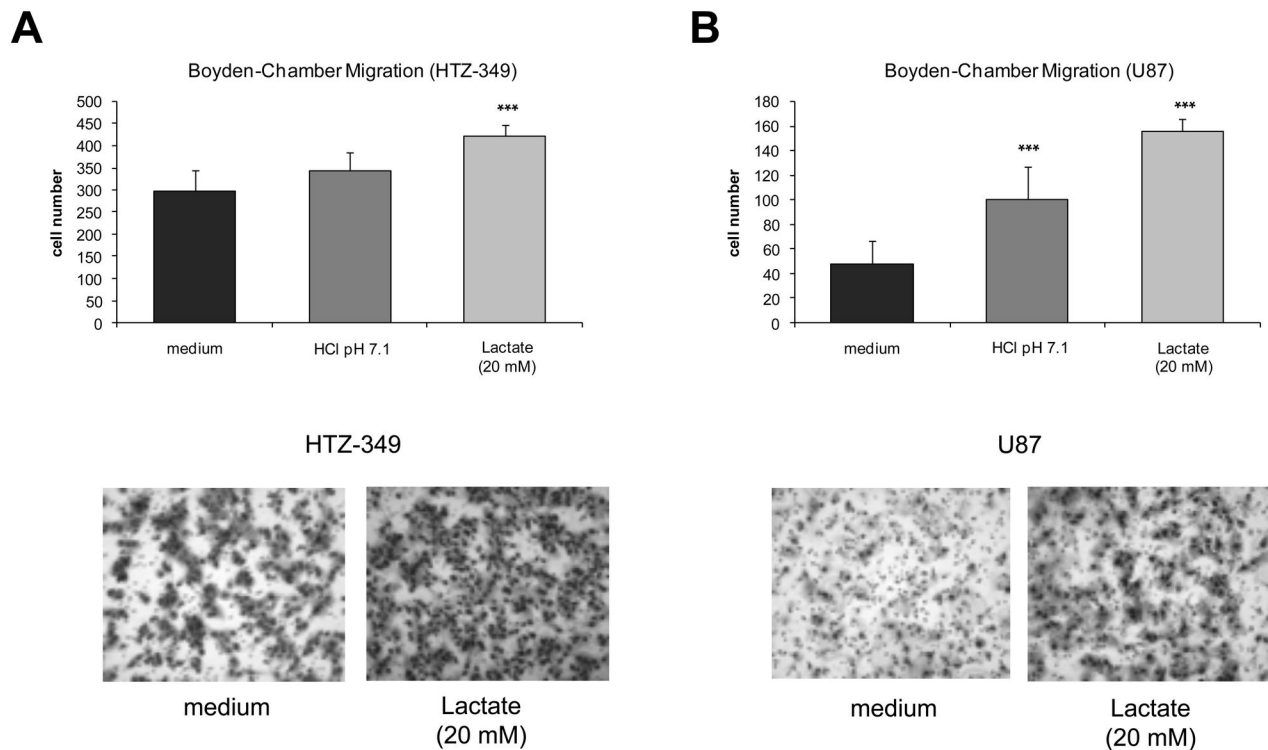 A
Boyden-Chamber Migration (HTZ-349)
cell number
500
450
400
350
300
250
200
150
100
50
0
***
medium
HCl pH 7.1
Lactate
(20 mM)
HTZ-349
medium
Lactate
(20 mM)
B
Boyden-Chamber Migration (U87)
cell number
180
160
140
120
100
80
60
40
20
0
***
***
medium
HCl pH 7.1
Lactate
(20 mM)
U87
medium
Lactate
(20 mM)